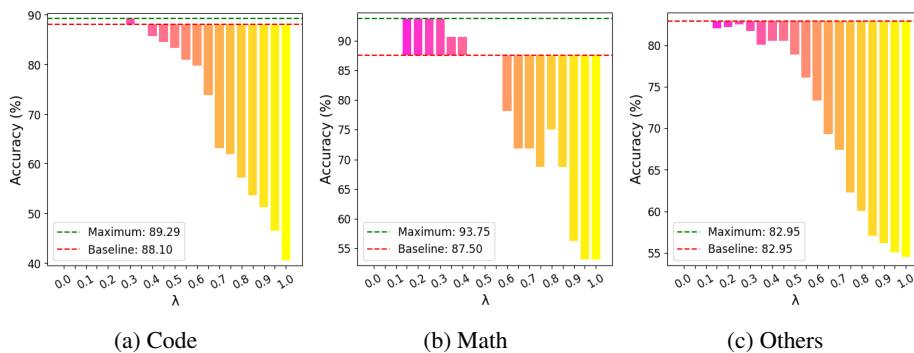 90
80
70
60
50
40
Accuracy (%)
Maximum: 89.29
Baseline: 88.10
0.0 0.1 0.2 0.3 0.4 0.5 0.6 0.7 0.8 0.9 1.0
λ
(a) Code
90
85
80
75
70
65
60
55
Accuracy (%)
Maximum: 93.75
Baseline: 87.50
0.0 0.1 0.2 0.3 0.4 0.5 0.6 0.7 0.8 0.9 1.0
λ
(b) Math
80
75
70
65
60
55
Accuracy (%)
Maximum: 82.95
Baseline: 82.95
0.0 0.1 0.2 0.3 0.4 0.5 0.6 0.7 0.8 0.9 1.0
λ
(c) Others